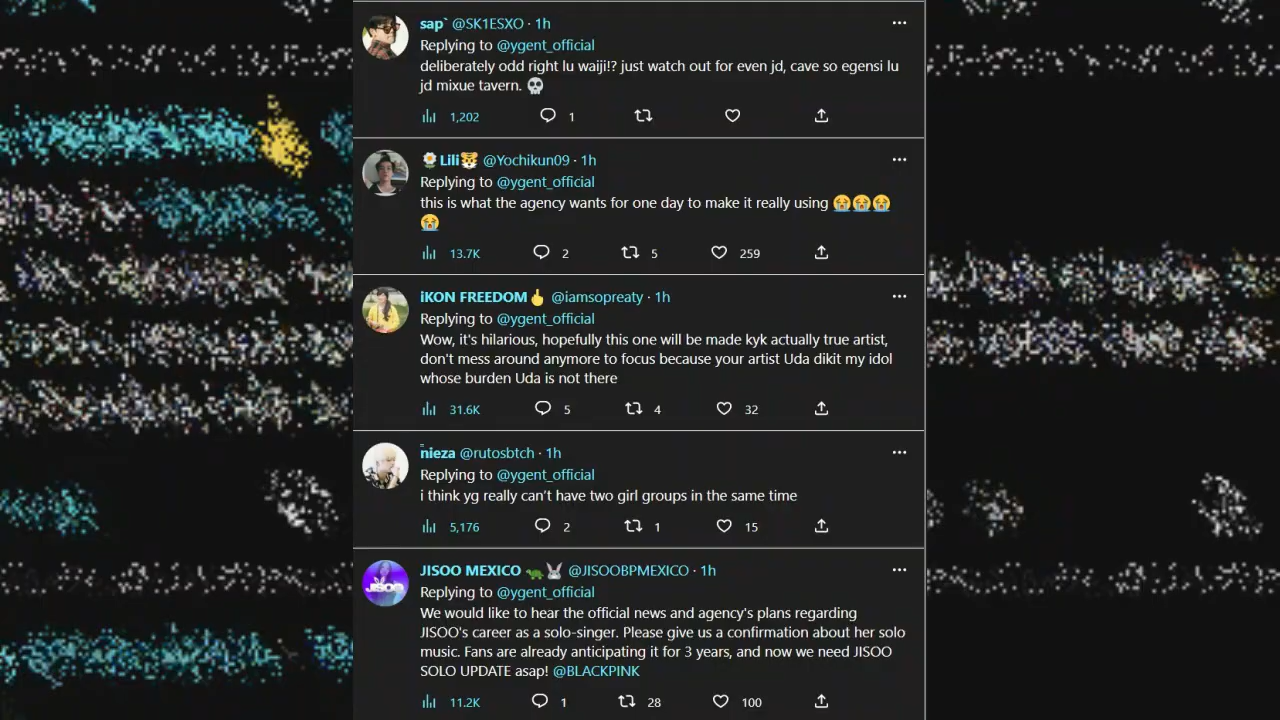 sap` @SK1ESXO · 1h
Replying to @ygent_official
deliberately odd right lu waiji!? just watch out for even jd, cave so egensi lu
jd mixue tavern. 💀
1,202 1
🌼Lili🐯 @Yochikun09 · 1h
Replying to @ygent_official
this is what the agency wants for one day to make it really using 😭😭😭
😭
13.7K 2 5 259
iKON FREEDOM🖕 @iamsopreaty · 1h
Replying to @ygent_official
Wow, it's hilarious, hopefully this one will be made kyk actually true artist,
don't mess around anymore to focus because your artist Uda dikit my idol
whose burden Uda is not there
31.6K 5 4 32
nieza @rutosbtch · 1h
Replying to @ygent_official
i think yg really can't have two girl groups in the same time
5,176 2 1 15
JISOO MEXICO 🐢🐰 @JISOOBPMEXICO · 1h
Replying to @ygent_official
We would like to hear the official news and agency's plans regarding
JISOO's career as a solo-singer. Please give us a confirmation about her solo
music. Fans are already anticipating it for 3 years, and now we need JISOO
SOLO UPDATE asap! @BLACKPINK
11.2K 1 28 100